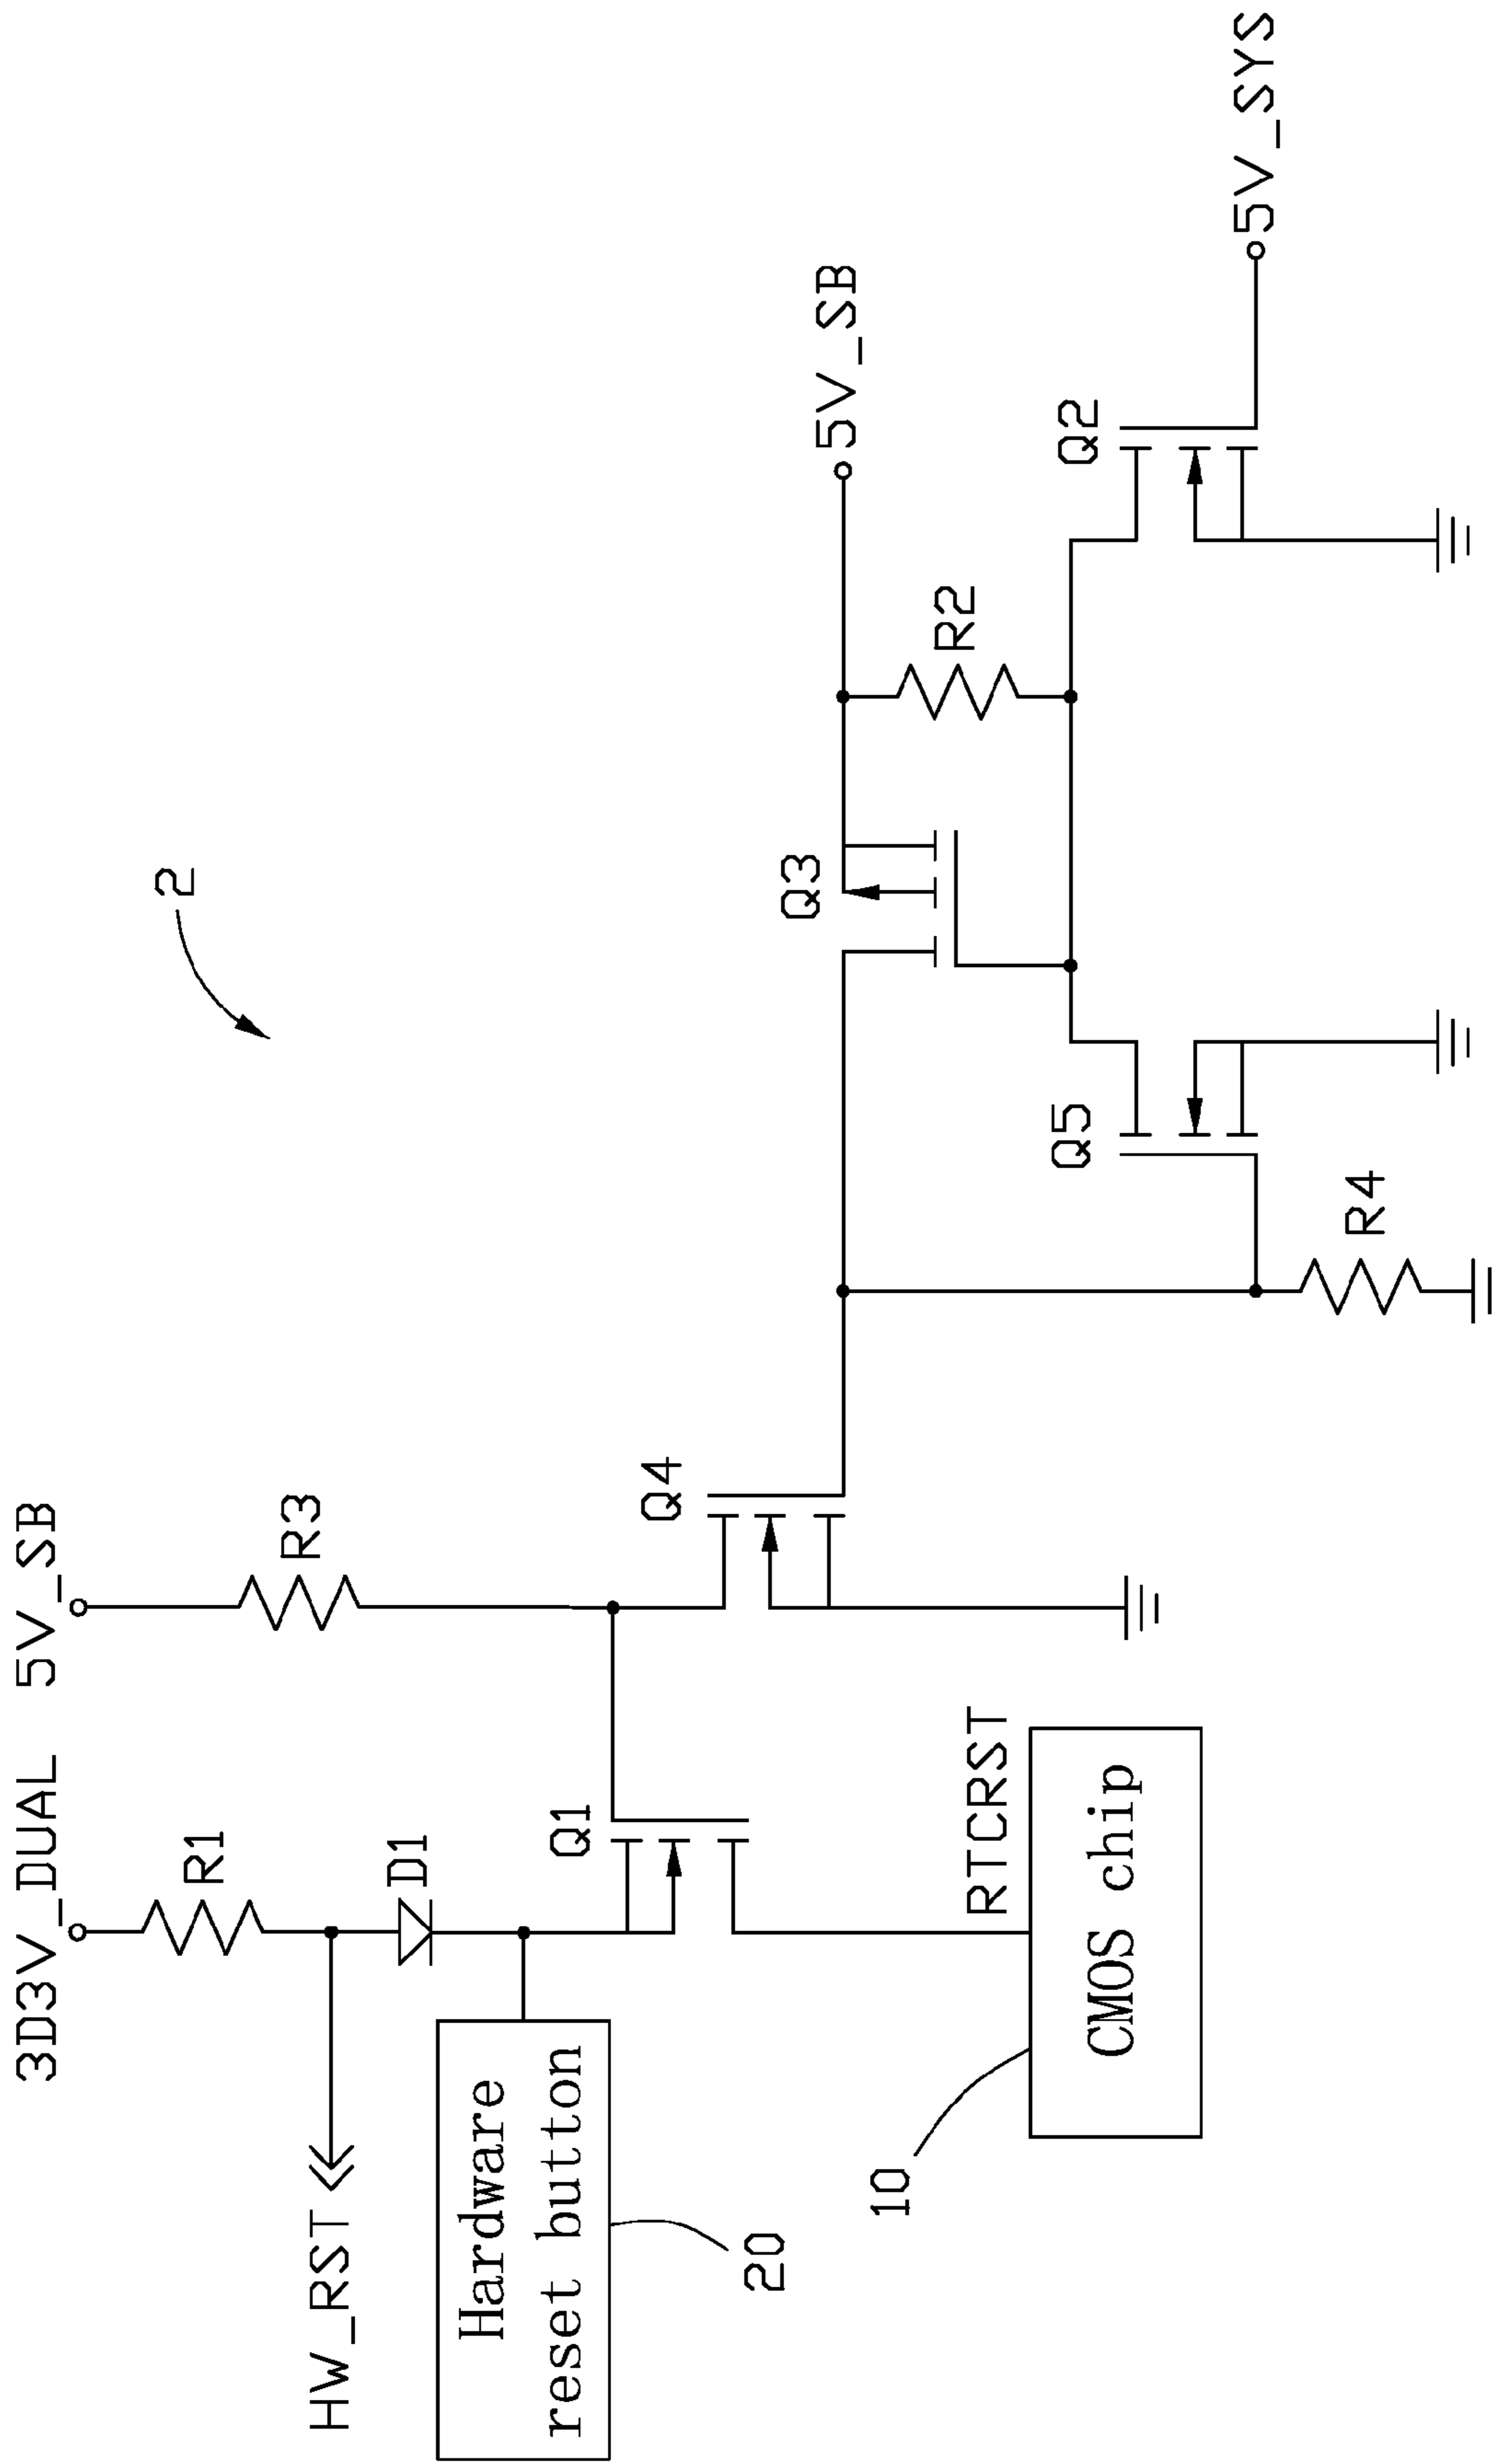 3D3V_DUAL
5V_SB
R1
R3
HW_RST
D1
2
Hardware
reset button
20
Q1
Q4
Q3
5V_SB
R2
RTCRST
10
CMOS chip
Q5
Q2
R4
5V_SYS